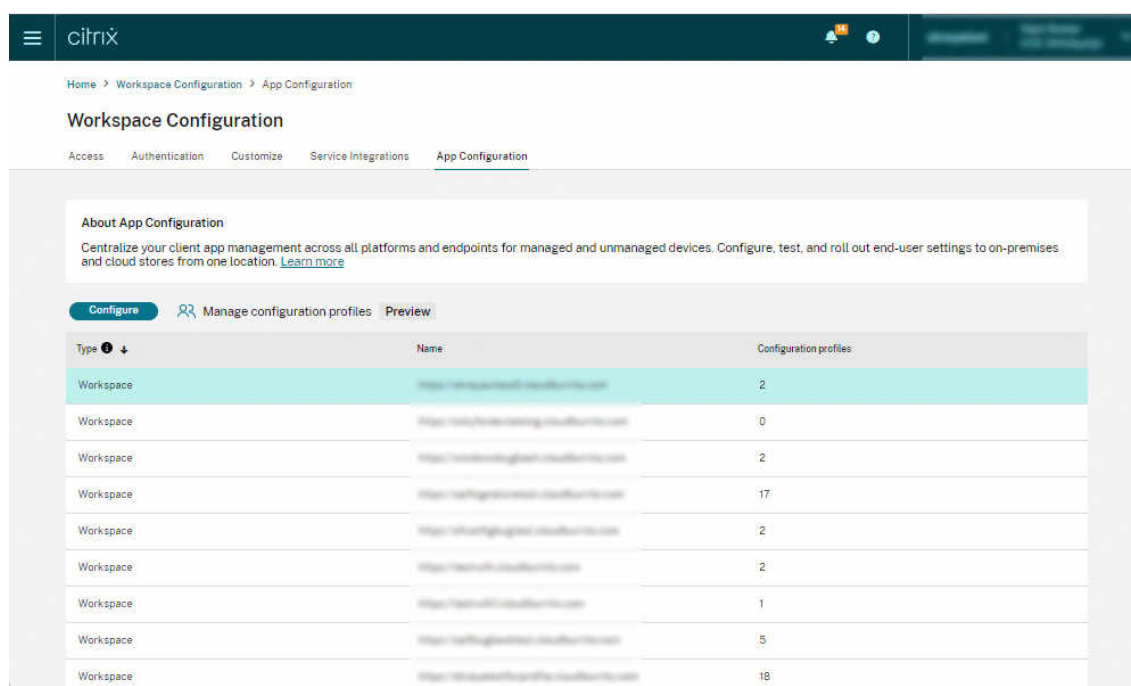 citrix
14
?
Home > Workspace Configuration > App Configuration
Workspace Configuration
Access Authentication Customize Service Integrations App Configuration
About App Configuration
Centralize your client app management across all platforms and endpoints for managed and unmanaged devices. Configure, test, and roll out end-user settings to on-premises
and cloud stores from one location. Learn more
Configure Manage configuration profiles Preview
Type ↓ Name Configuration profiles
Workspace 2
Workspace 0
Workspace 2
Workspace 17
Workspace 2
Workspace 2
Workspace 1
Workspace 5
Workspace 18